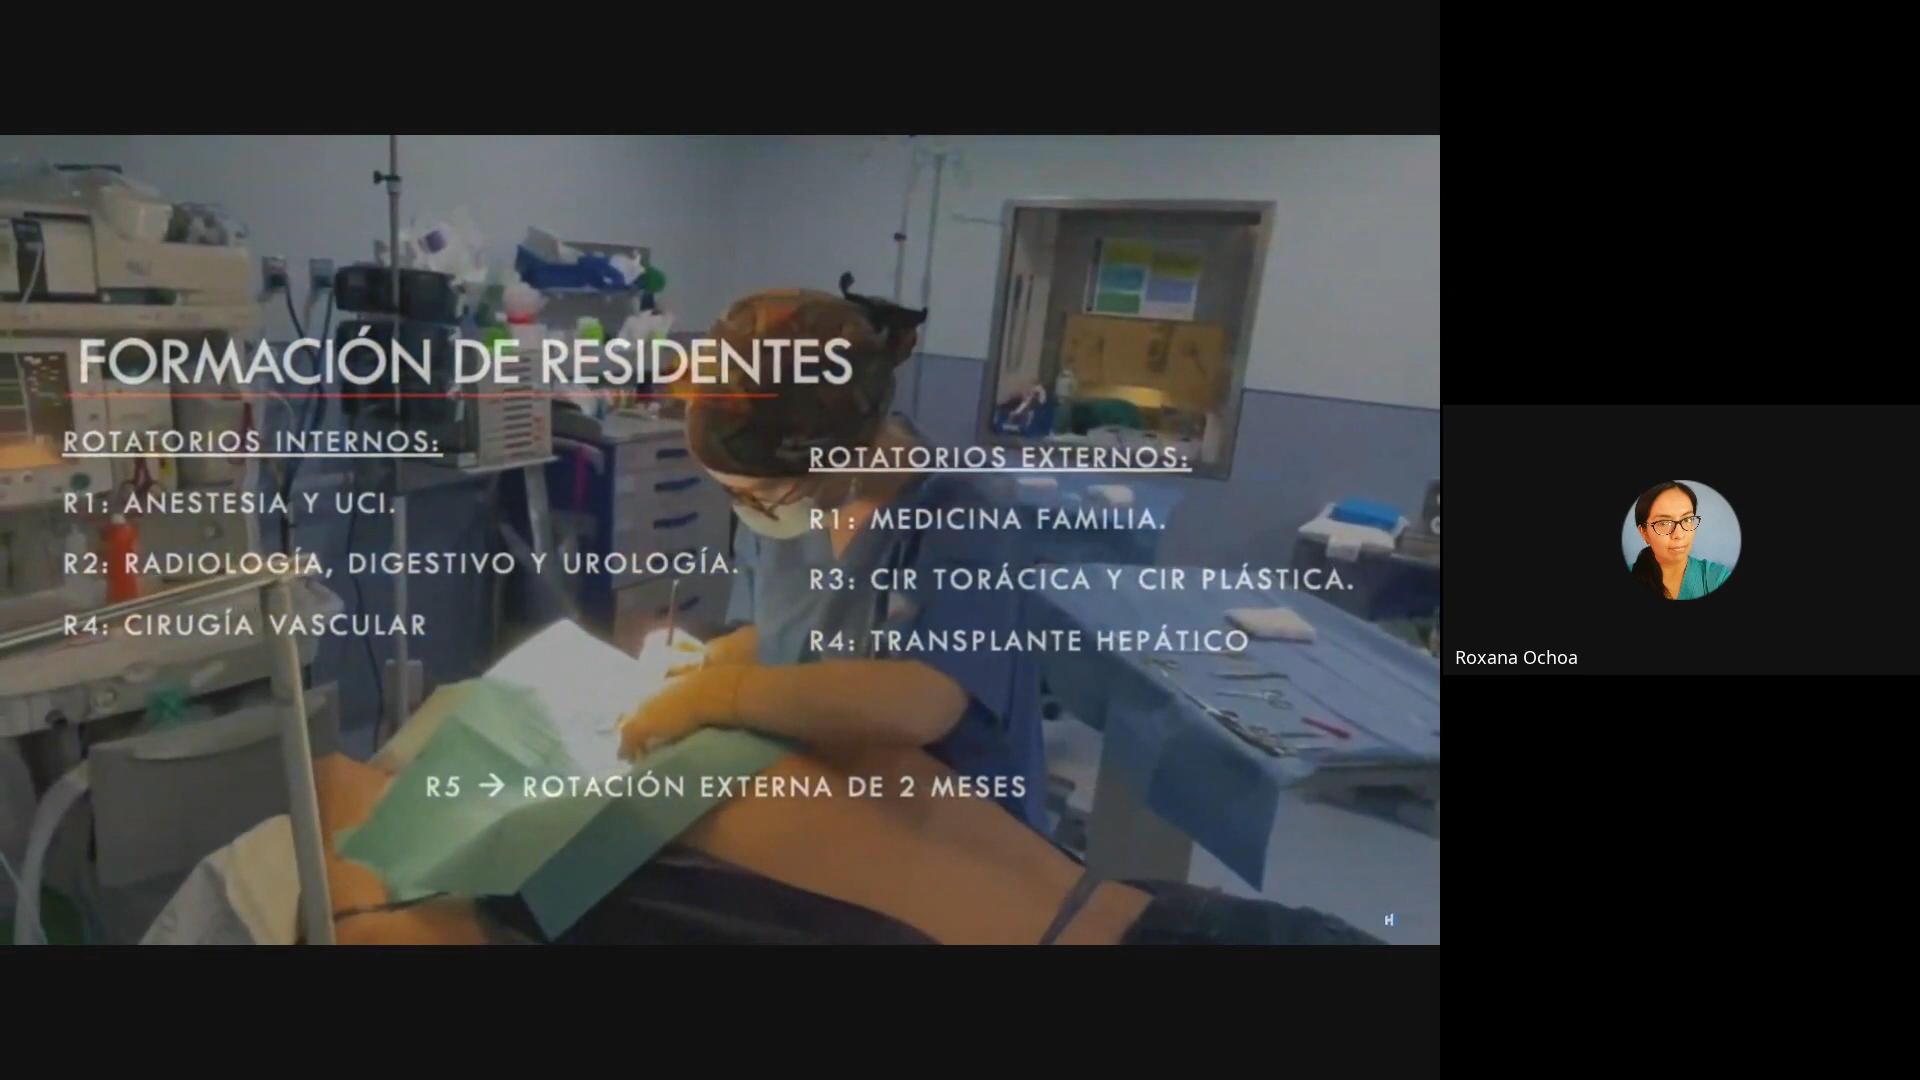 FORMACIÓN DE RESIDENTES
ROTATORIOS INTERNOS:
R1: ANESTESIA Y UCI.
R2: RADIOLOGÍA, DIGESTIVO Y UROLOGÍA.
R4: CIRUGÍA VASCULAR
ROTATORIOS EXTERNOS:
R1: MEDICINA FAMILIA.
R3: CIR TORÁCICA Y CIR PLÁSTICA.
R4: TRANSPLANTE HEPÁTICO
R5 → ROTACIÓN EXTERNA DE 2 MESES
Roxana Ochoa